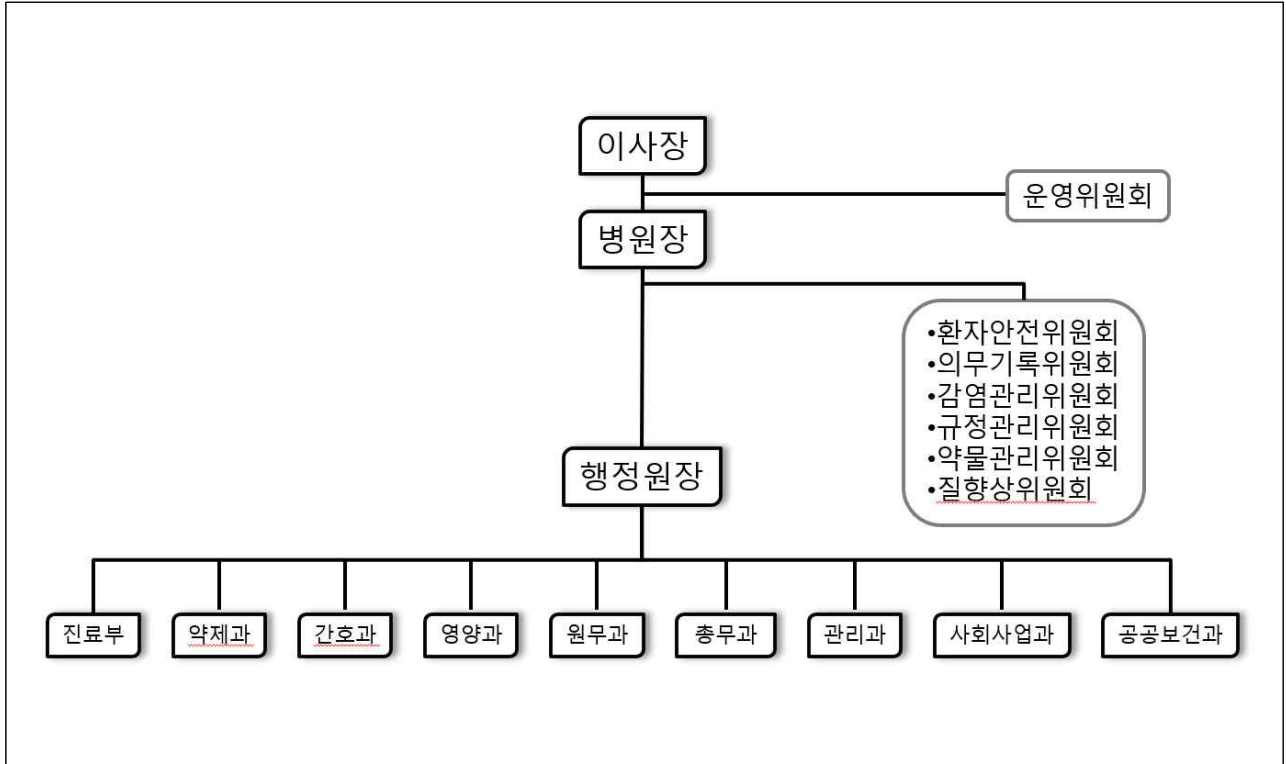 이사장
운영위원회
병원장
•환자안전위원회
•의무기록위원회
•감염관리위원회
•규정관리위원회
•약물관리위원회
•질향상위원회
행정원장
진료부
약제과
간호과
영양과
원무과
총무과
관리과
사회사업과
공공보건과